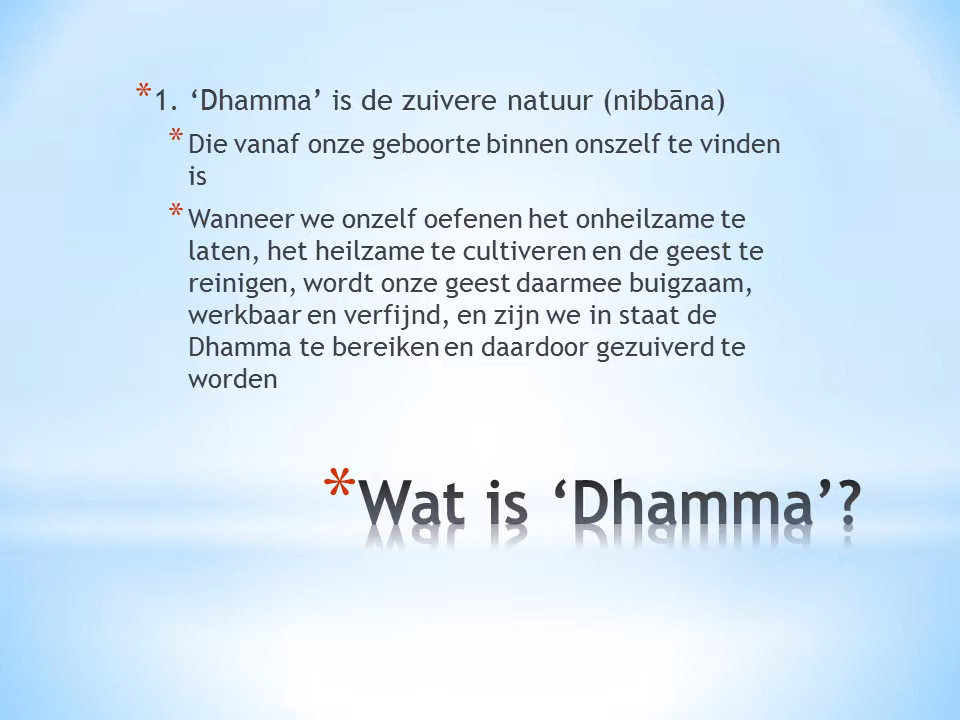 *1. ‘Dhamma’ is de zuivere natuur (nibbāna)
* Die vanaf onze geboorte binnen onszelf te vinden
is
* Wanneer we onzelf oefenen het onheilzame te
laten, het heilzame te cultiveren en de geest te
reinigen, wordt onze geest daarmee buigzaam,
werkbaar en verfijnd, en zijn we in staat de
Dhamma te bereiken en daardoor gezuiverd te
worden
*Wat is ‘Dhamma’?